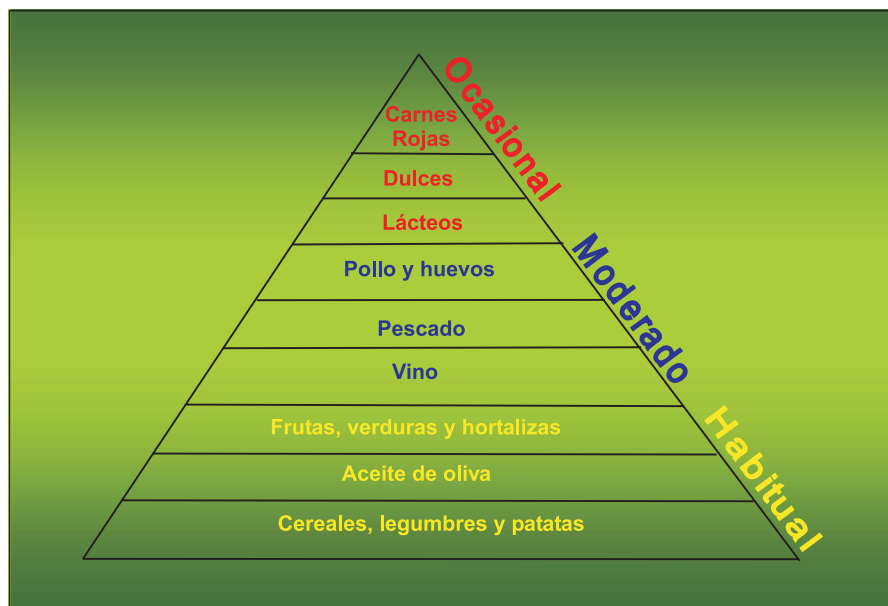 Carnes
Rojas
Dulces
Lácteos
Pollo y huevos
Pescado
Vino
Frutas, verduras y hortalizas
Aceite de oliva
Cereales, legumbres y patatas
Ocasional
Moderado
Habitual